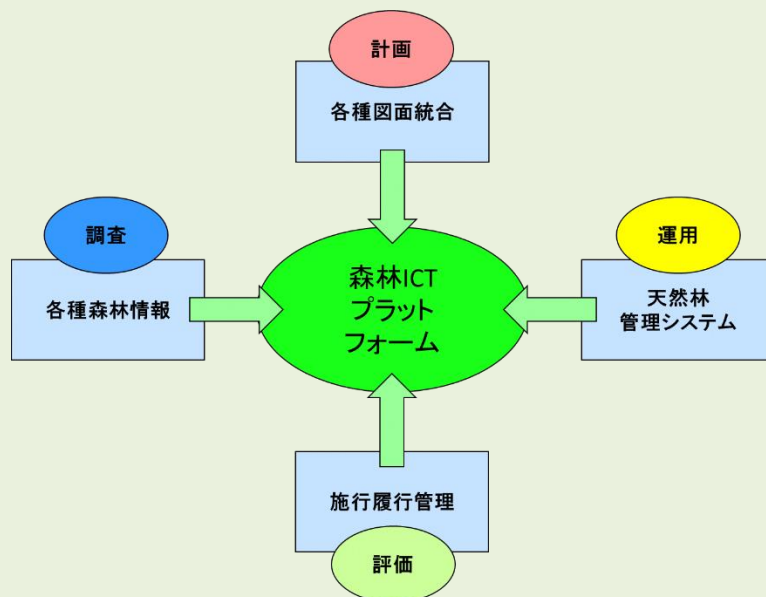 計画
各種図面統合
調査
各種森林情報
森林ICT
プラット
フォーム
運用
天然林
管理システム
施行履行管理
評価